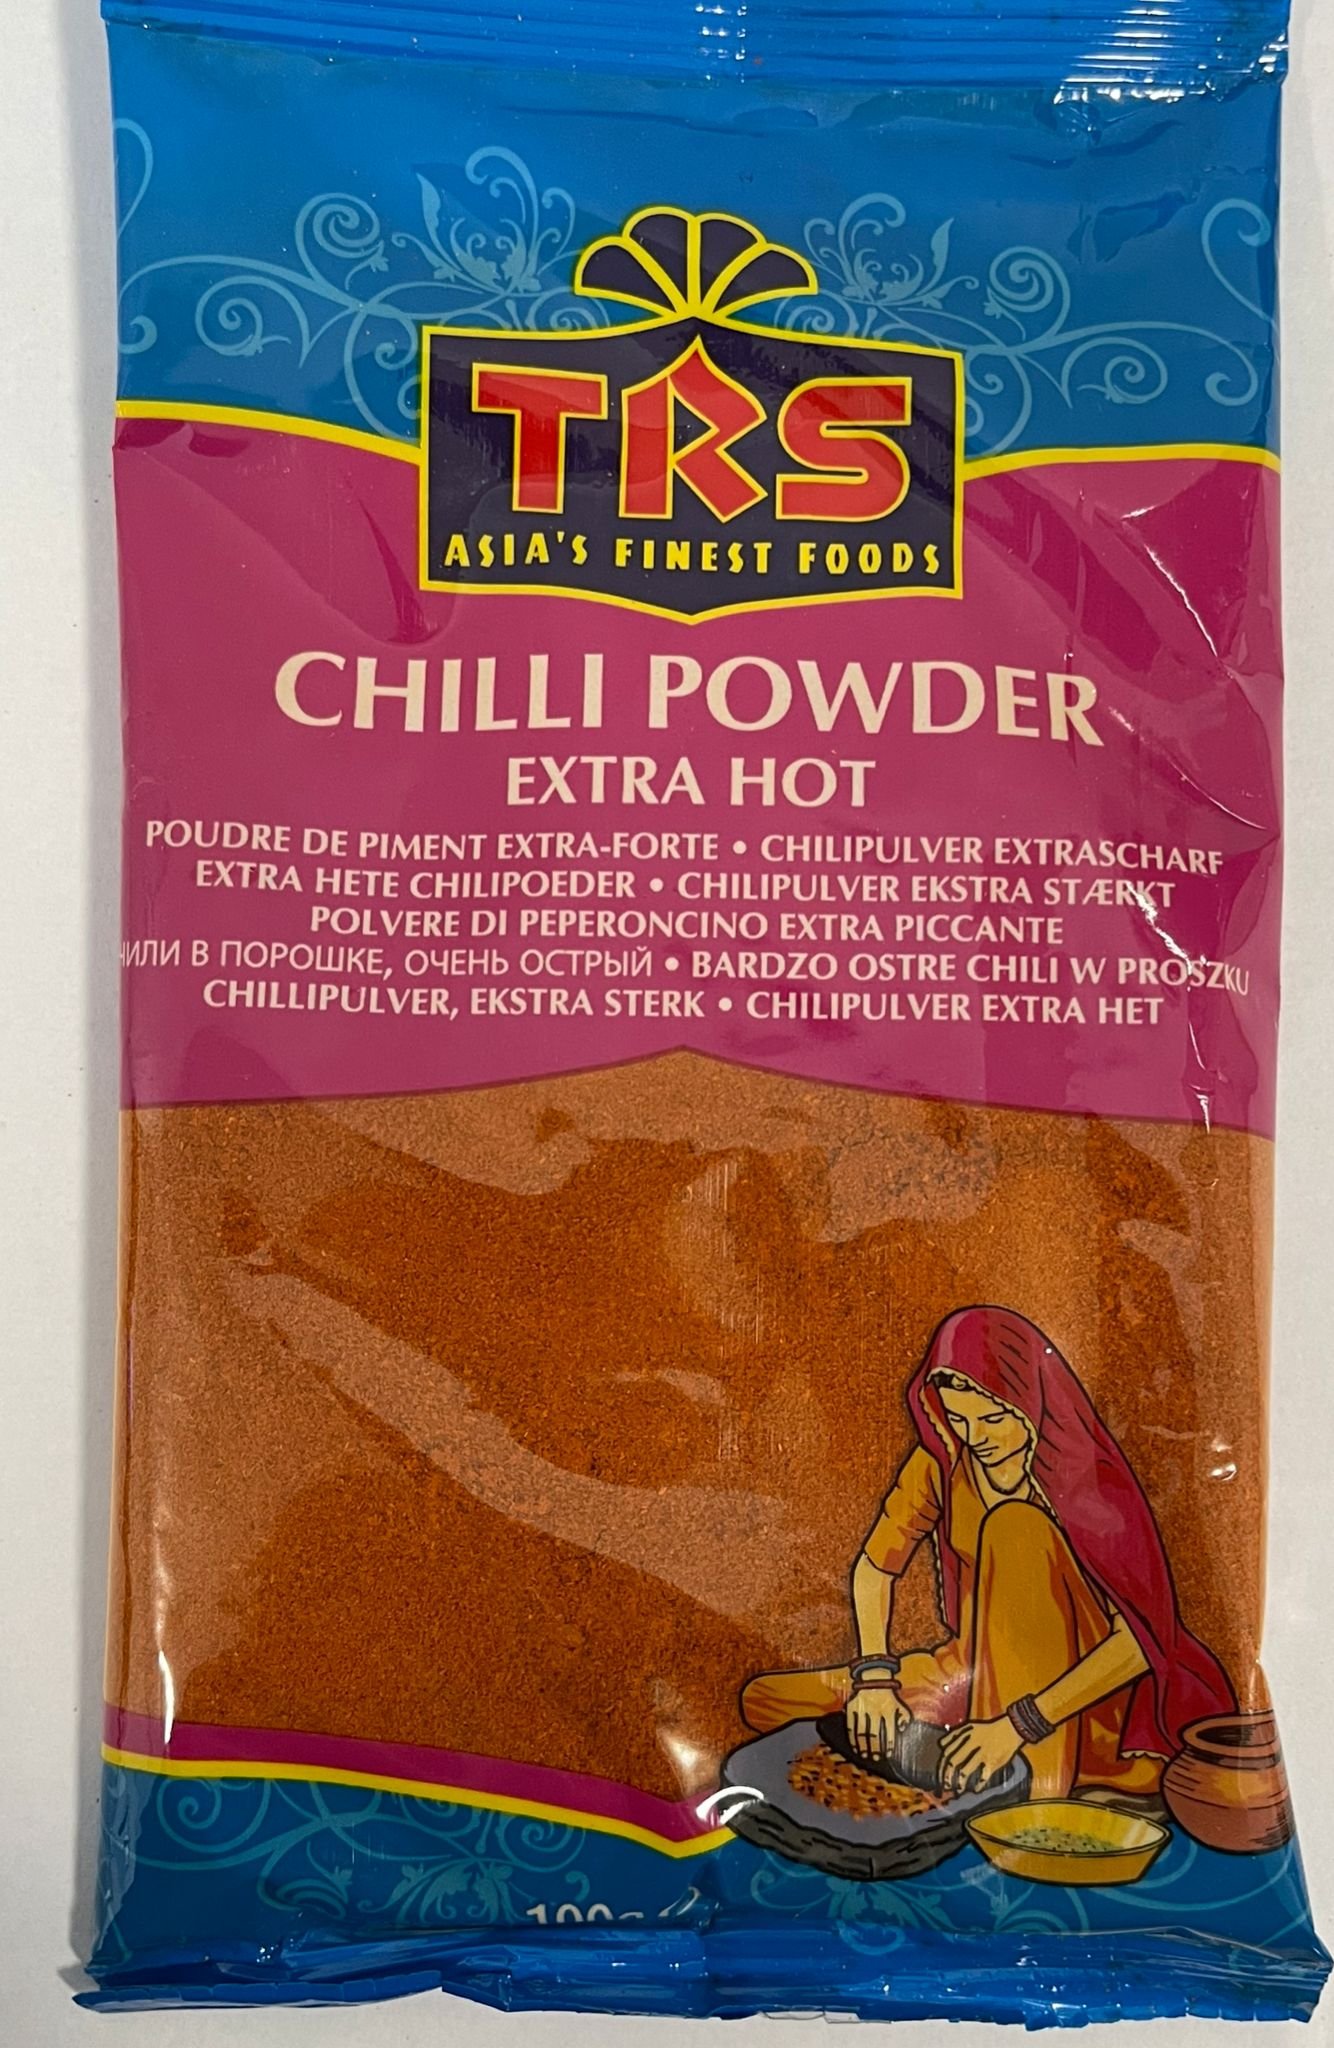 TRS
ASIA'S FINEST FOODS
CHILLI POWDER
EXTRA HOT
POUDRE DE PIMENT EXTRA-FORTE • CHILIPULVER EXTRASCHARF
EXTRA HETE CHILIPOEDER • CHILIPULVER EKSTRA STÆRKT
POLVERE DI PEPERONCINO EXTRA PICCANTE
ЧИЛИ В ПОРОШКЕ, ОЧЕНЬ ОСТРЫЙ • BARDZO OSTRE CHILI W PROSZKU
CHILLIPULVER, EKSTRA STERK • CHILIPULVER EXTRA HET
100g